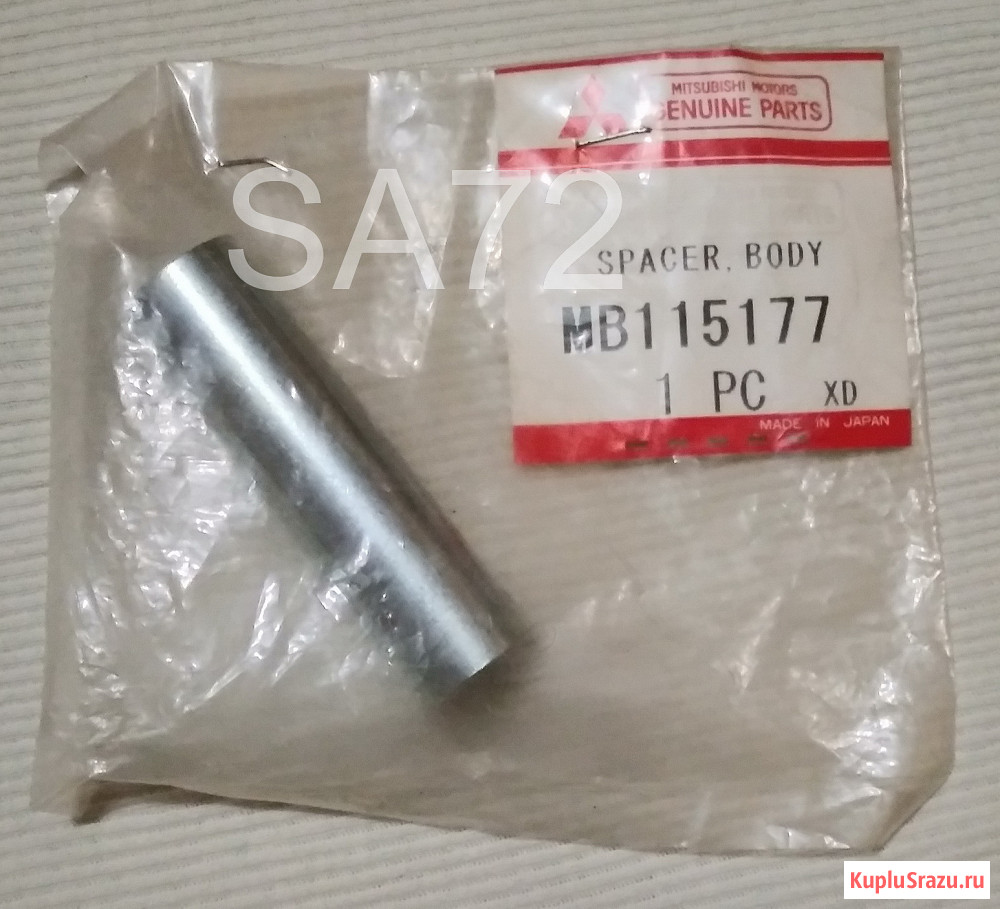 MITSUBISHI MOTORS
GENUINE PARTS
SA72
SPACER, BODY
MB115177
1 PC XD
MADE IN JAPAN
KupluSrazu.ru